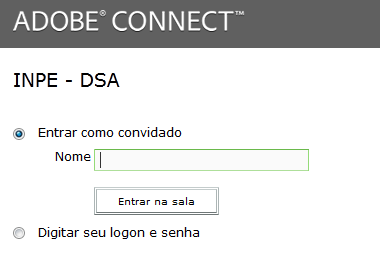 ADOBE® CONNECT™
INPE - DSA
Entrar como convidado
Nome
Entrar na sala
Digitar seu logon e senha